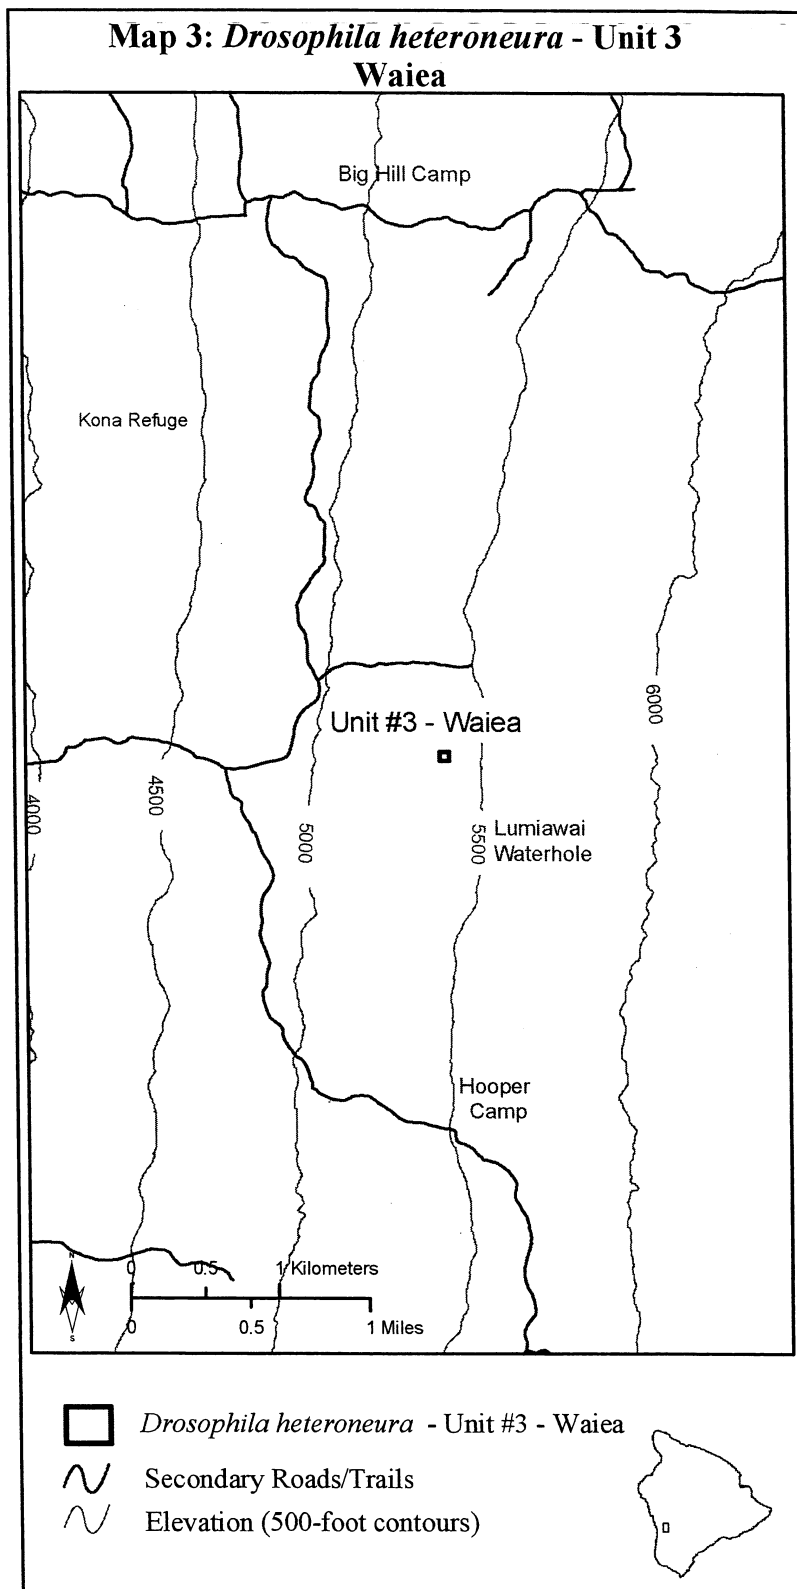 Map 3: Drosophila heteroneura - Unit 3
Waiea
Big Hill Camp
Kona Refuge
Unit #3 - Waiea
6000
4500
4000
5000
5500
Lumiawai
Waterhole
Hooper
Camp
N
S
0 0.5 1 Kilometers
0 0.5 1 Miles
Drosophila heteroneura - Unit #3 - Waiea
Secondary Roads/Trails
Elevation (500-foot contours)